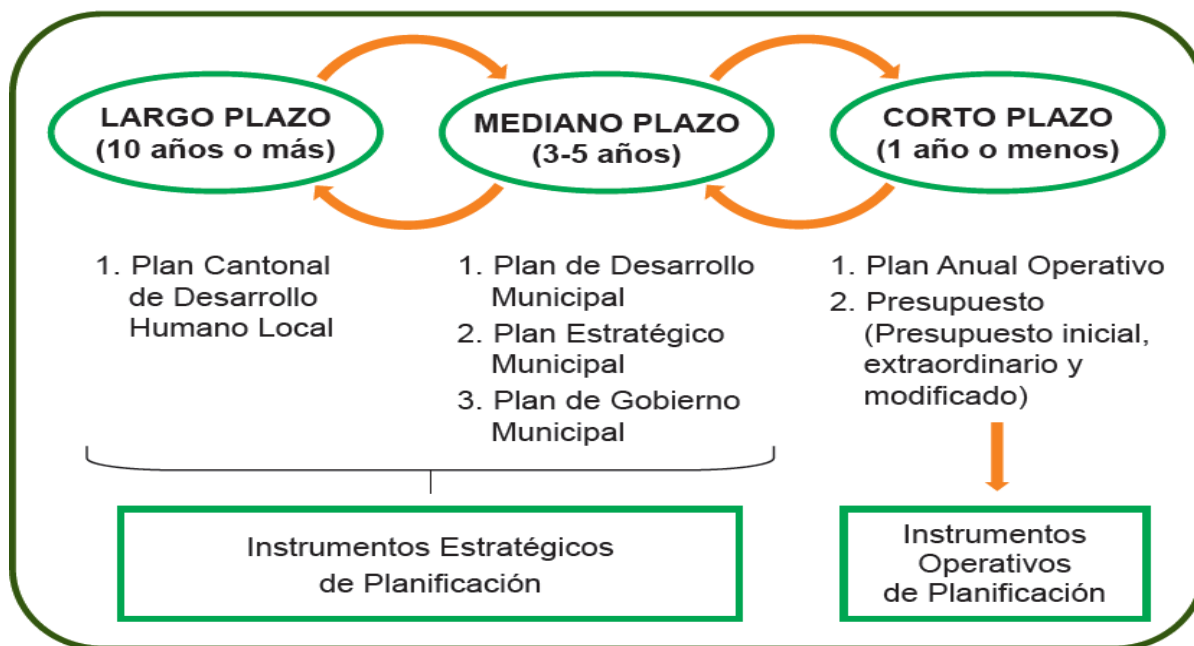 LARGO PLAZO
(10 años o más)
MEDIANO PLAZO
(3-5 años)
CORTO PLAZO
(1 año o menos)
1. Plan Cantonal
de Desarrollo
Humano Local
1. Plan de Desarrollo
Municipal
2. Plan Estratégico
Municipal
3. Plan de Gobierno
Municipal
1. Plan Anual Operativo
2. Presupuesto
(Presupuesto inicial,
extraordinario y
modificado)
Instrumentos Estratégicos
de Planificación
Instrumentos
Operativos
de Planificación